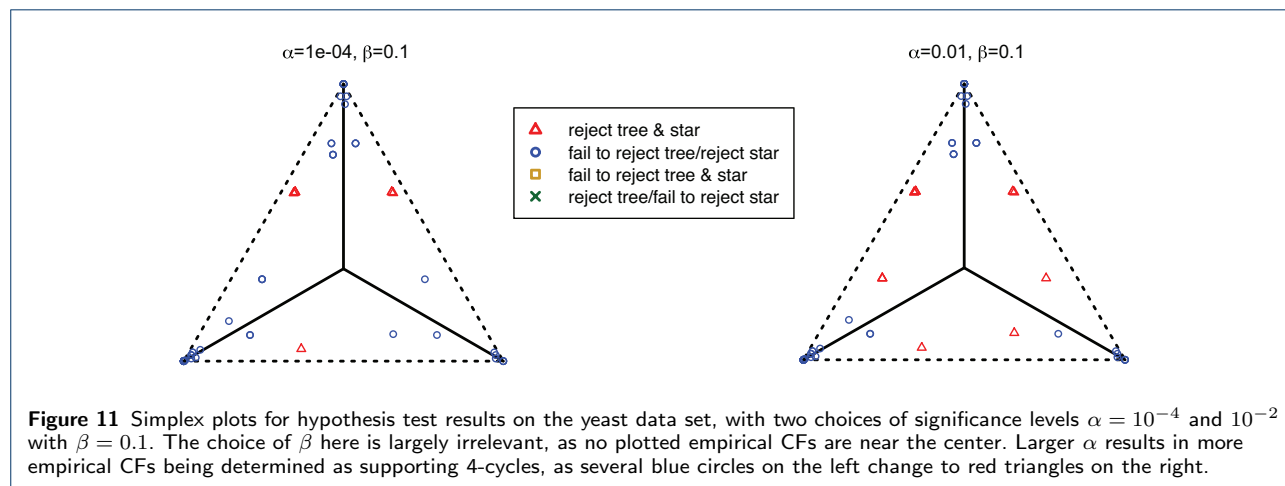 α=1e-04, β=0.1
α=0.01, β=0.1
reject tree & star
fail to reject tree/reject star
fail to reject tree & star
reject tree/fail to reject star
Figure 11 Simplex plots for hypothesis test results on the yeast data set, with two choices of significance levels α = 10⁻⁴ and 10⁻²
with β = 0.1. The choice of β here is largely irrelevant, as no plotted empirical CFs are near the center. Larger α results in more
empirical CFs being determined as supporting 4-cycles, as several blue circles on the left change to red triangles on the right.